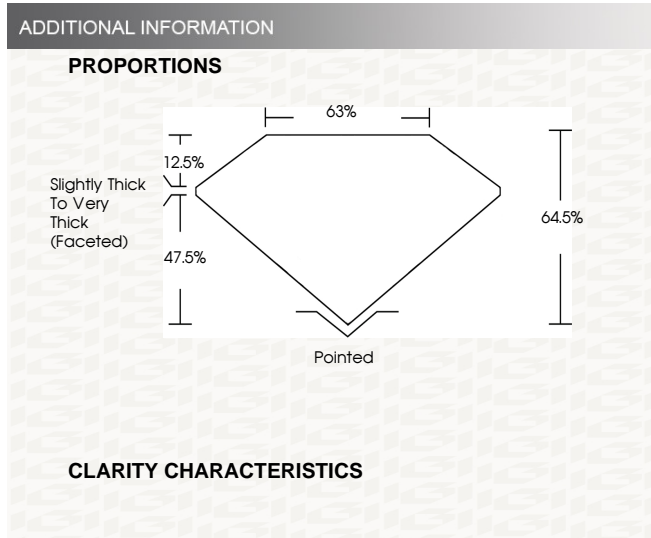 ADDITIONAL INFORMATION
PROPORTIONS
63%
12.5%
Slightly Thick
To Very
Thick
(Faceted)
64.5%
47.5%
Pointed
CLARITY CHARACTERISTICS